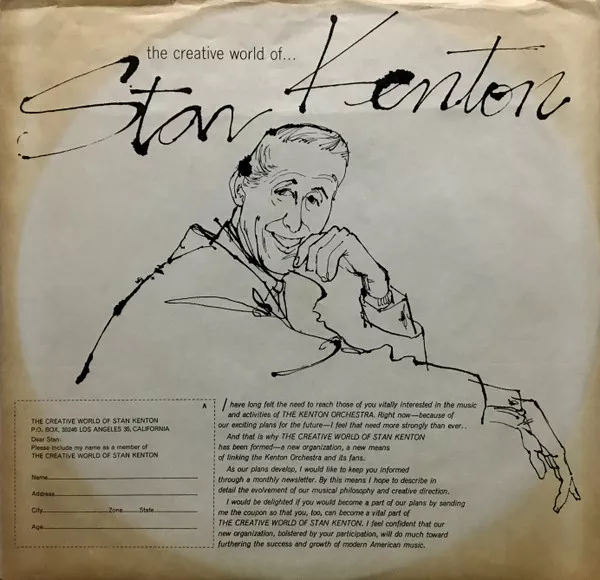 the creative world of...
Stan Kenton
A
THE CREATIVE WORLD OF STAN KENTON
P.O. BOX, 35246 LOS ANGELES 35, CALIFORNIA
Dear Stan:
Please include my name as a member of
THE CREATIVE WORLD OF STAN KENTON
Name
Address
City Zone State
Age
I have long felt the need to reach those of you vitally interested in the music
and activities of THE KENTON ORCHESTRA. Right now—because of
our exciting plans for the future—I feel that need more strongly than ever..
And that is why THE CREATIVE WORLD OF STAN KENTON
has been formed—a new organization, a new means
of linking the Kenton Orchestra and its fans.
As our plans develop, I would like to keep you informed
through a monthly newsletter. By this means I hope to describe in
detail the evolvement of our musical philosophy and creative direction.
I would be delighted if you would become a part of our plans by sending
me the coupon so that you, too, can become a vital part of
THE CREATIVE WORLD OF STAN KENTON. I feel confident that our
new organization, bolstered by your participation, will do much toward
furthering the success and growth of modern American music.